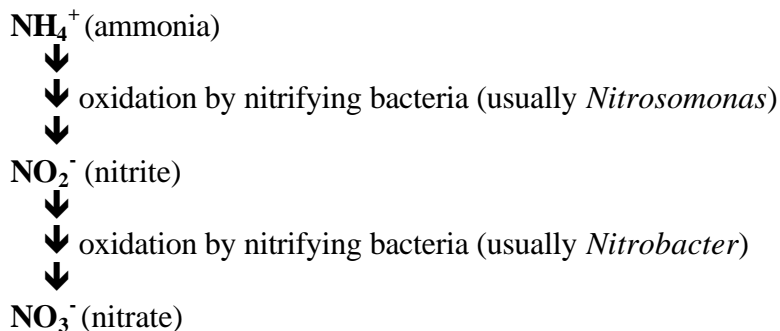 NH₄⁺ (ammonia)
oxidation by nitrifying bacteria (usually Nitrosomonas)
NO₂⁻ (nitrite)
oxidation by nitrifying bacteria (usually Nitrobacter)
NO₃⁻ (nitrate)